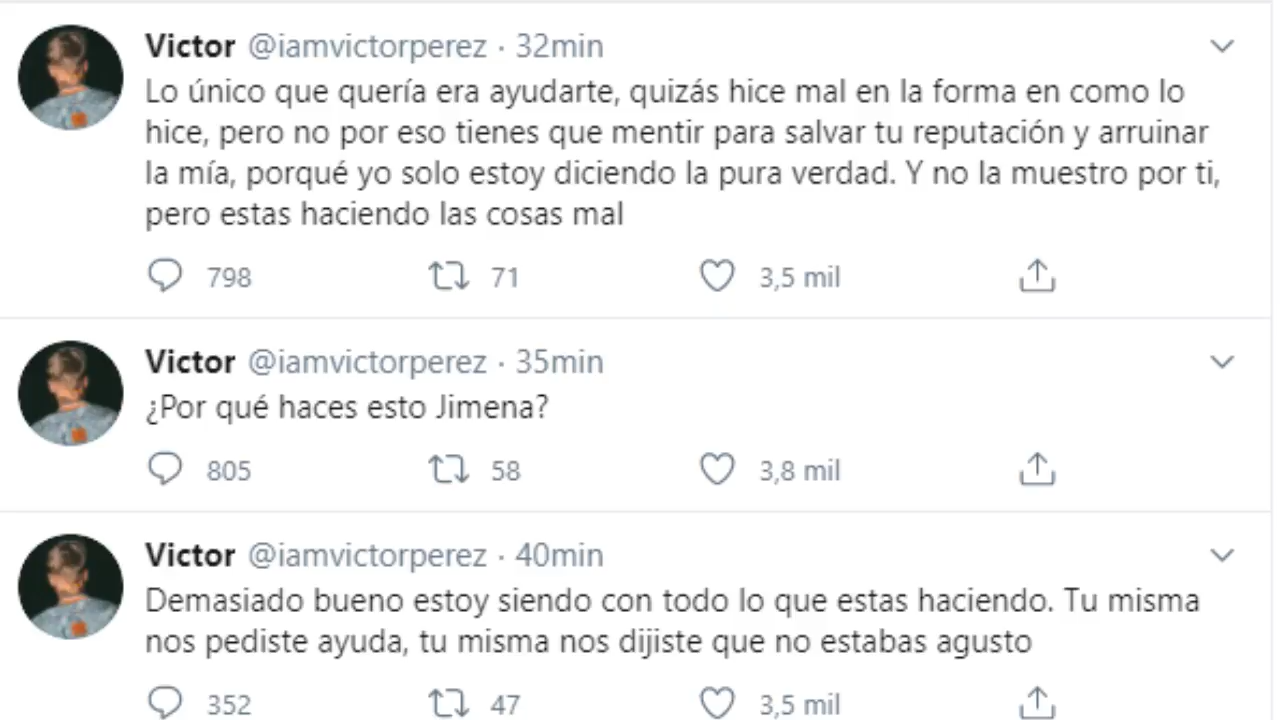 Victor @iamvictorperez · 32min
Lo único que quería era ayudarte, quizás hice mal en la forma en como lo
hice, pero no por eso tienes que mentir para salvar tu reputación y arruinar
la mía, porqué yo solo estoy diciendo la pura verdad. Y no la muestro por ti,
pero estas haciendo las cosas mal
798 71 3,5 mil
Victor @iamvictorperez · 35min
¿Por qué haces esto Jimena?
805 58 3,8 mil
Victor @iamvictorperez · 40min
Demasiado bueno estoy siendo con todo lo que estas haciendo. Tu misma
nos pediste ayuda, tu misma nos dijiste que no estabas agusto
352 47 3,5 mil